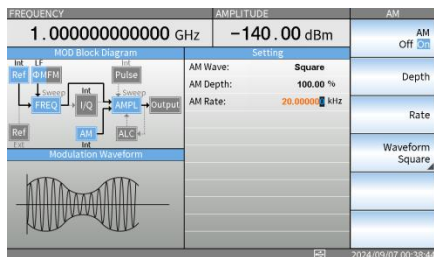 FREQUENCY AMPLITUDE AM
1.000000000000 GHz -140.00 dBm
AM
Off On
MOD Block Diagram Setting
Int LF Int
Ref ΦM FM Pulse
Sweep Sweep
FREQ Int I/Q AMPL Output
Ref AM ALC
Ext Int
Modulation Waveform
AM Wave: Square
AM Depth: 100.00 %
AM Rate: 20.000000 kHz
Depth
Rate
Waveform
Square
2024/09/07 00:38:44